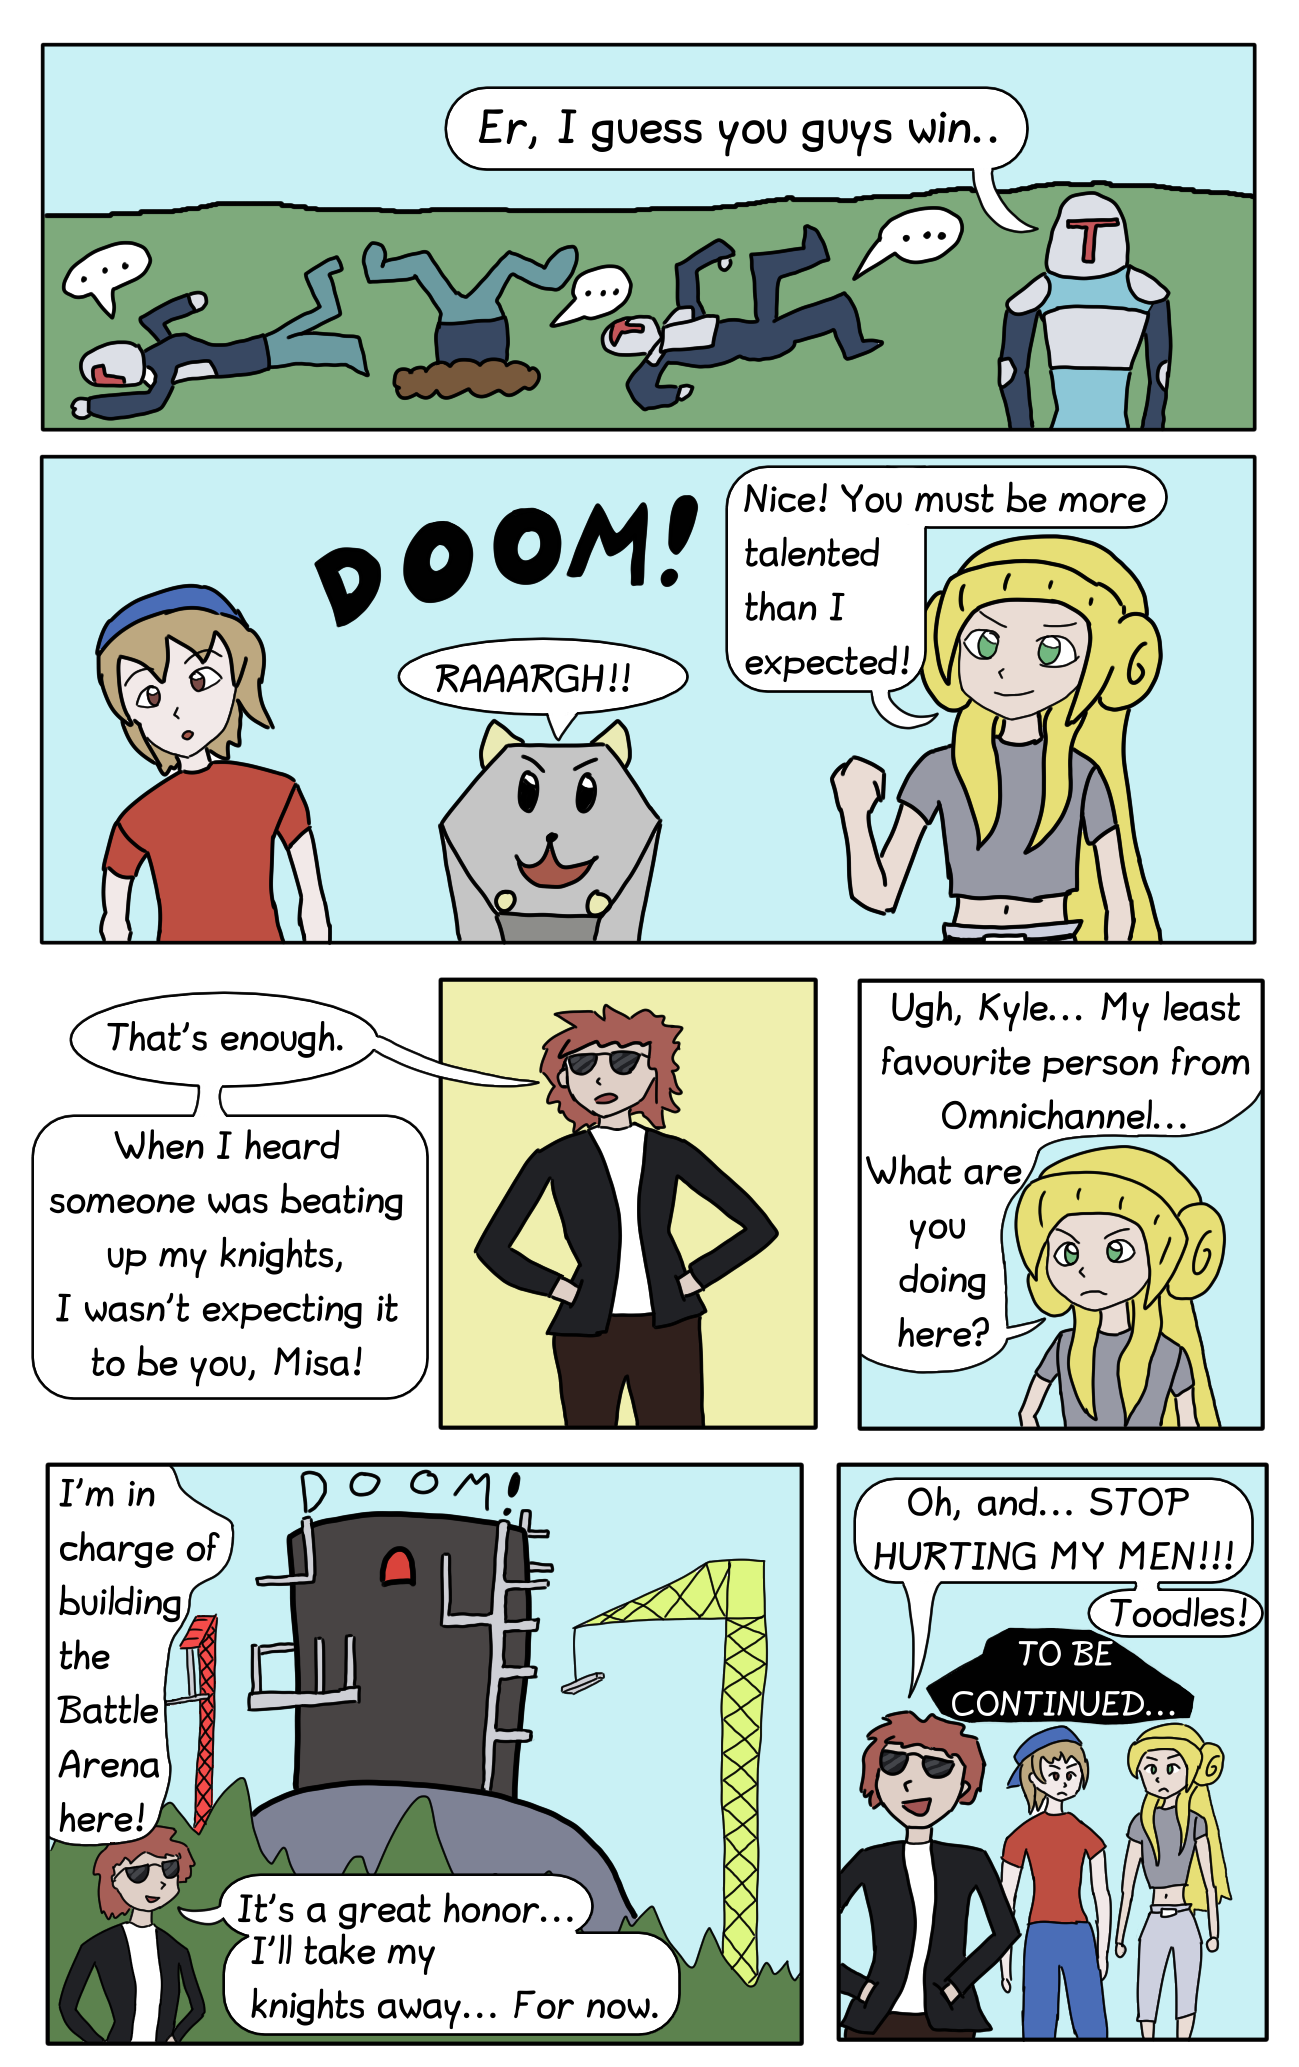 Er, I guess you guys win..
...
...
...
DOOM!
RAAARGH!!
Nice! You must be more
talented
than I
expected!
That's enough.
When I heard
someone was beating
up my knights,
I wasn't expecting it
to be you, Misa!
Ugh, Kyle... My least
favourite person from
Omnichannel...
What are
you
doing
here?
I'm in
charge of
building
the
Battle
Arena
here!
DOOM!
It's a great honor...
I'll take my
knights away... For now.
Oh, and... STOP
HURTING MY MEN!!!
Toodles!
TO BE
CONTINUED...